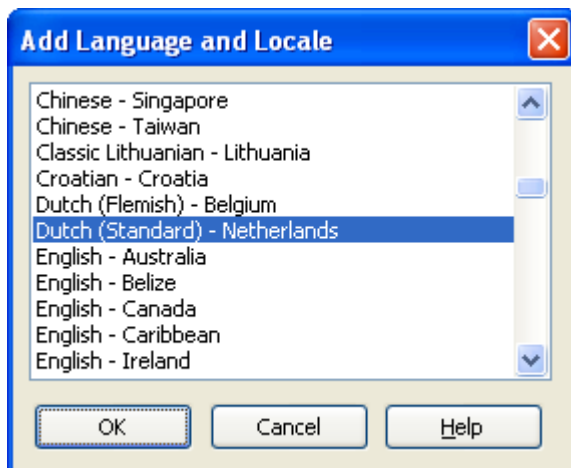 Add Language and Locale
Chinese - Singapore
Chinese - Taiwan
Classic Lithuanian - Lithuania
Croatian - Croatia
Dutch (Flemish) - Belgium
Dutch (Standard) - Netherlands
English - Australia
English - Belize
English - Canada
English - Caribbean
English - Ireland
OK Cancel Help